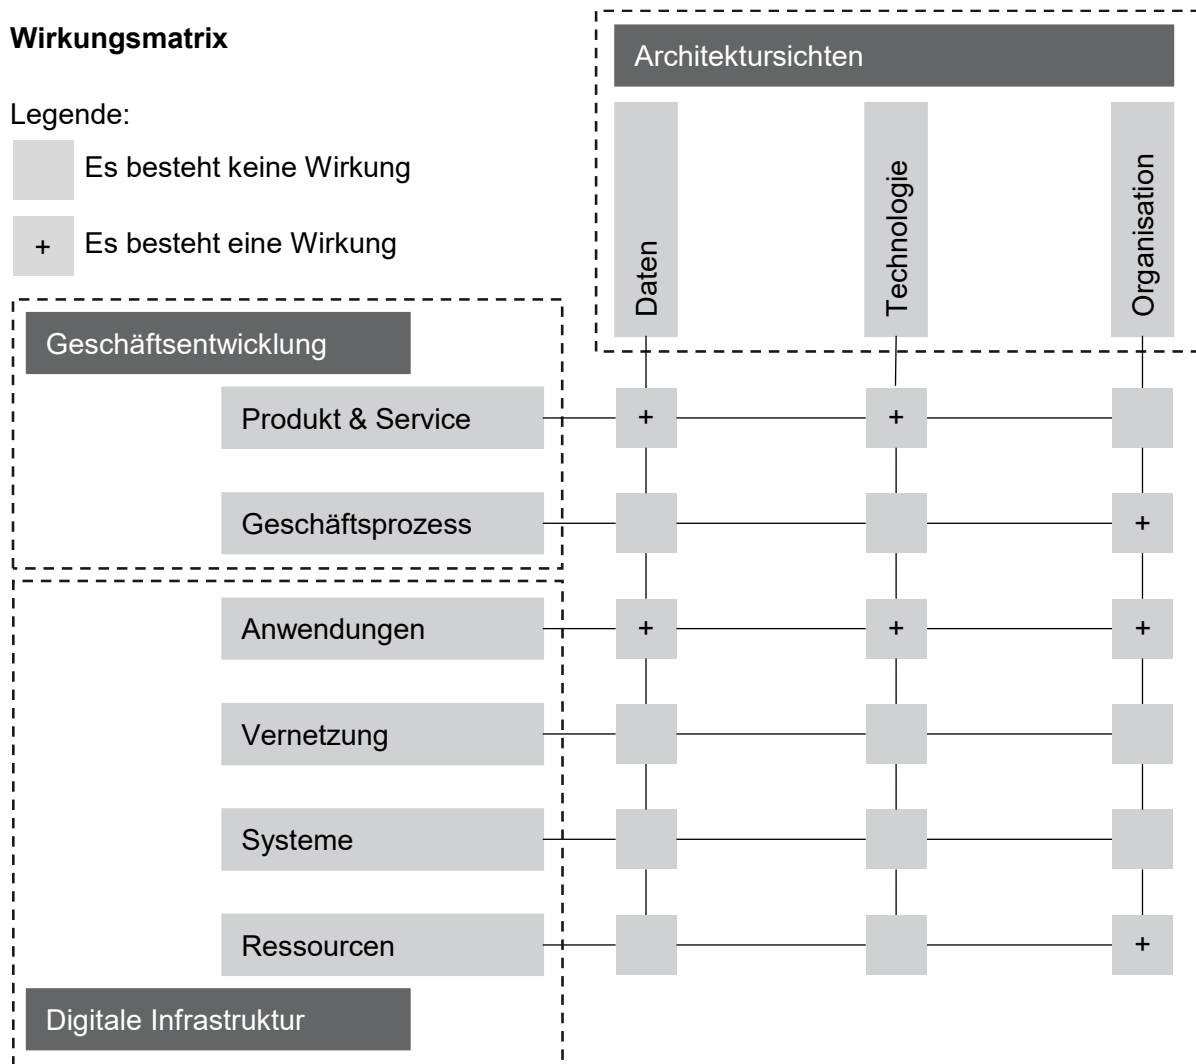 Wirkungsmatrix
Legende:
Es besteht keine Wirkung
+ Es besteht eine Wirkung
Architektursichten
Daten
Technologie
Organisation
Geschäftsentwicklung
Produkt & Service + +
Geschäftsprozess +
Anwendungen + + +
Vernetzung
Systeme
Ressourcen +
Digitale Infrastruktur